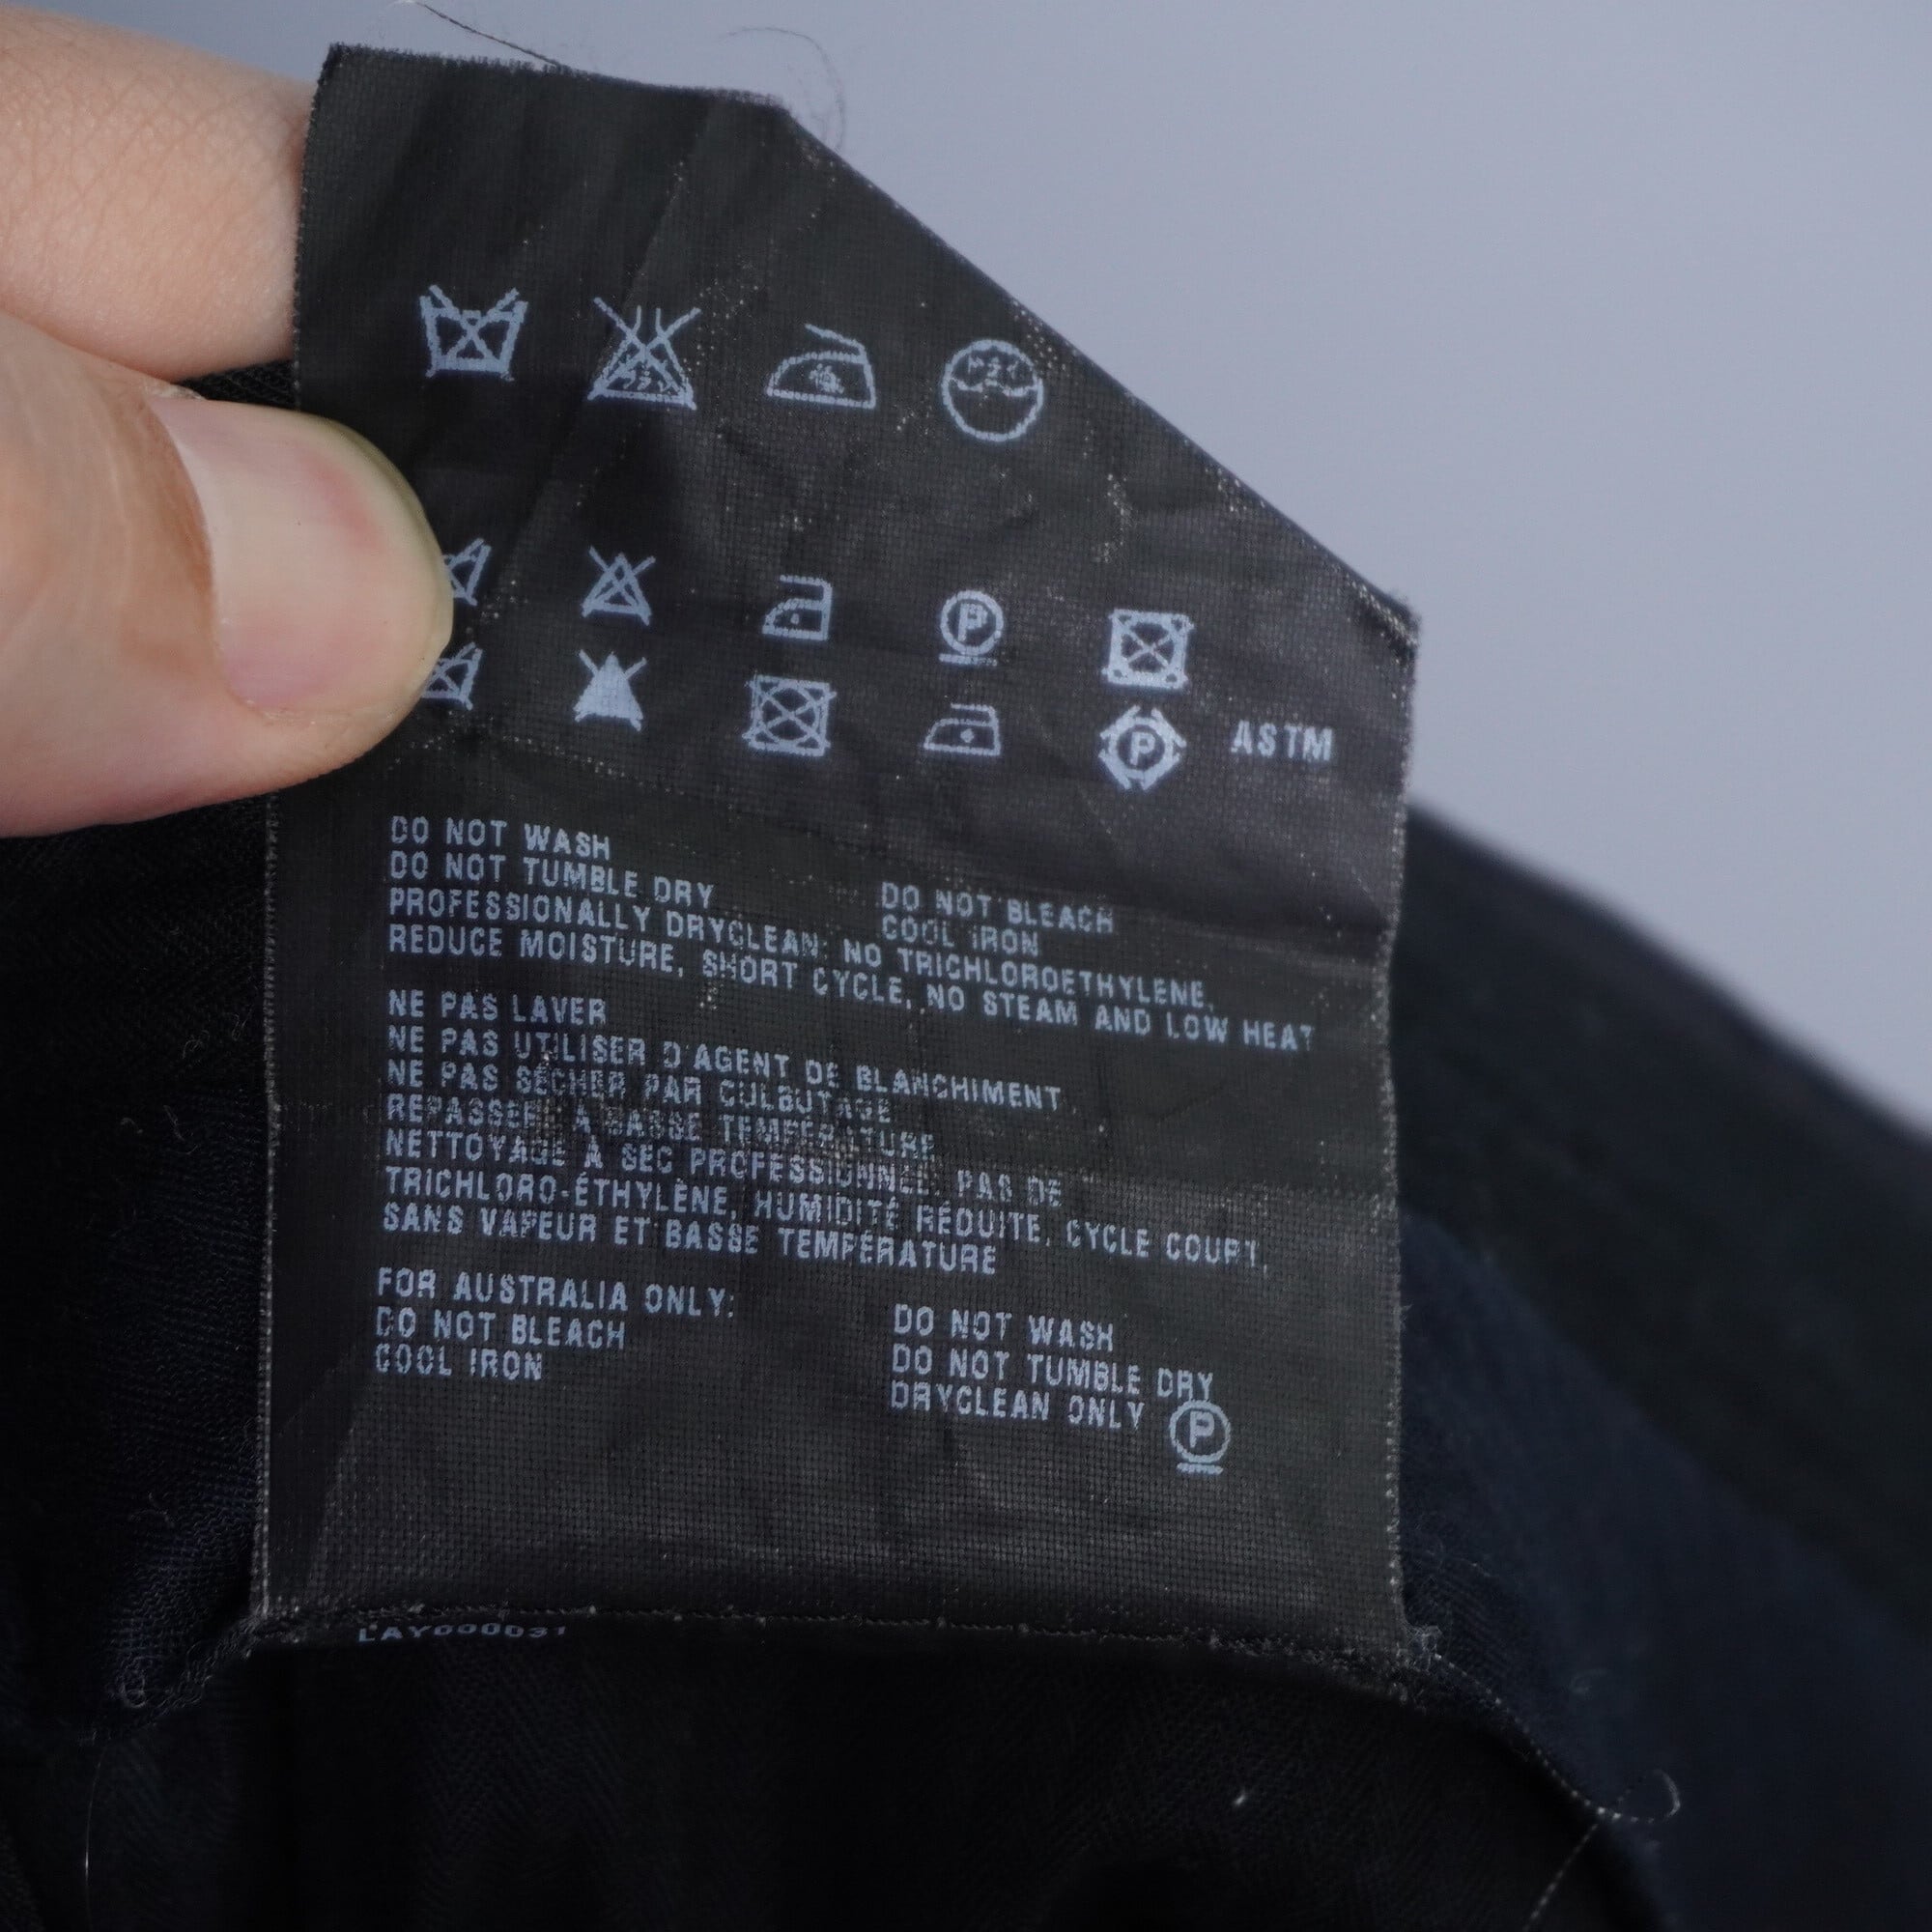 P
ASTM
P
DO NOT WASH
DO NOT TUMBLE DRY DO NOT BLEACH
PROFESSIONALLY DRYCLEAN: NO TRICHLOROETHYLENE, COOL IRON
REDUCE MOISTURE, SHORT CYCLE, NO STEAM AND LOW HEAT
NE PAS LAVER
NE PAS UTILISER D'AGENT DE BLANCHIMENT
NE PAS SÉCHER PAR CULBUTAGE
REPASSER À BASSE TEMPÉRATURE
NETTOYAGE À SEC PROFESSIONNEL: PAS DE
TRICHLORO-ÉTHYLÈNE, HUMIDITÉ RÉDUITE, CYCLE COURT,
SANS VAPEUR ET BASSE TEMPÉRATURE
FOR AUSTRALIA ONLY:
DO NOT BLEACH DO NOT WASH
COOL IRON DO NOT TUMBLE DRY
DRYCLEAN ONLY P
LAY000031